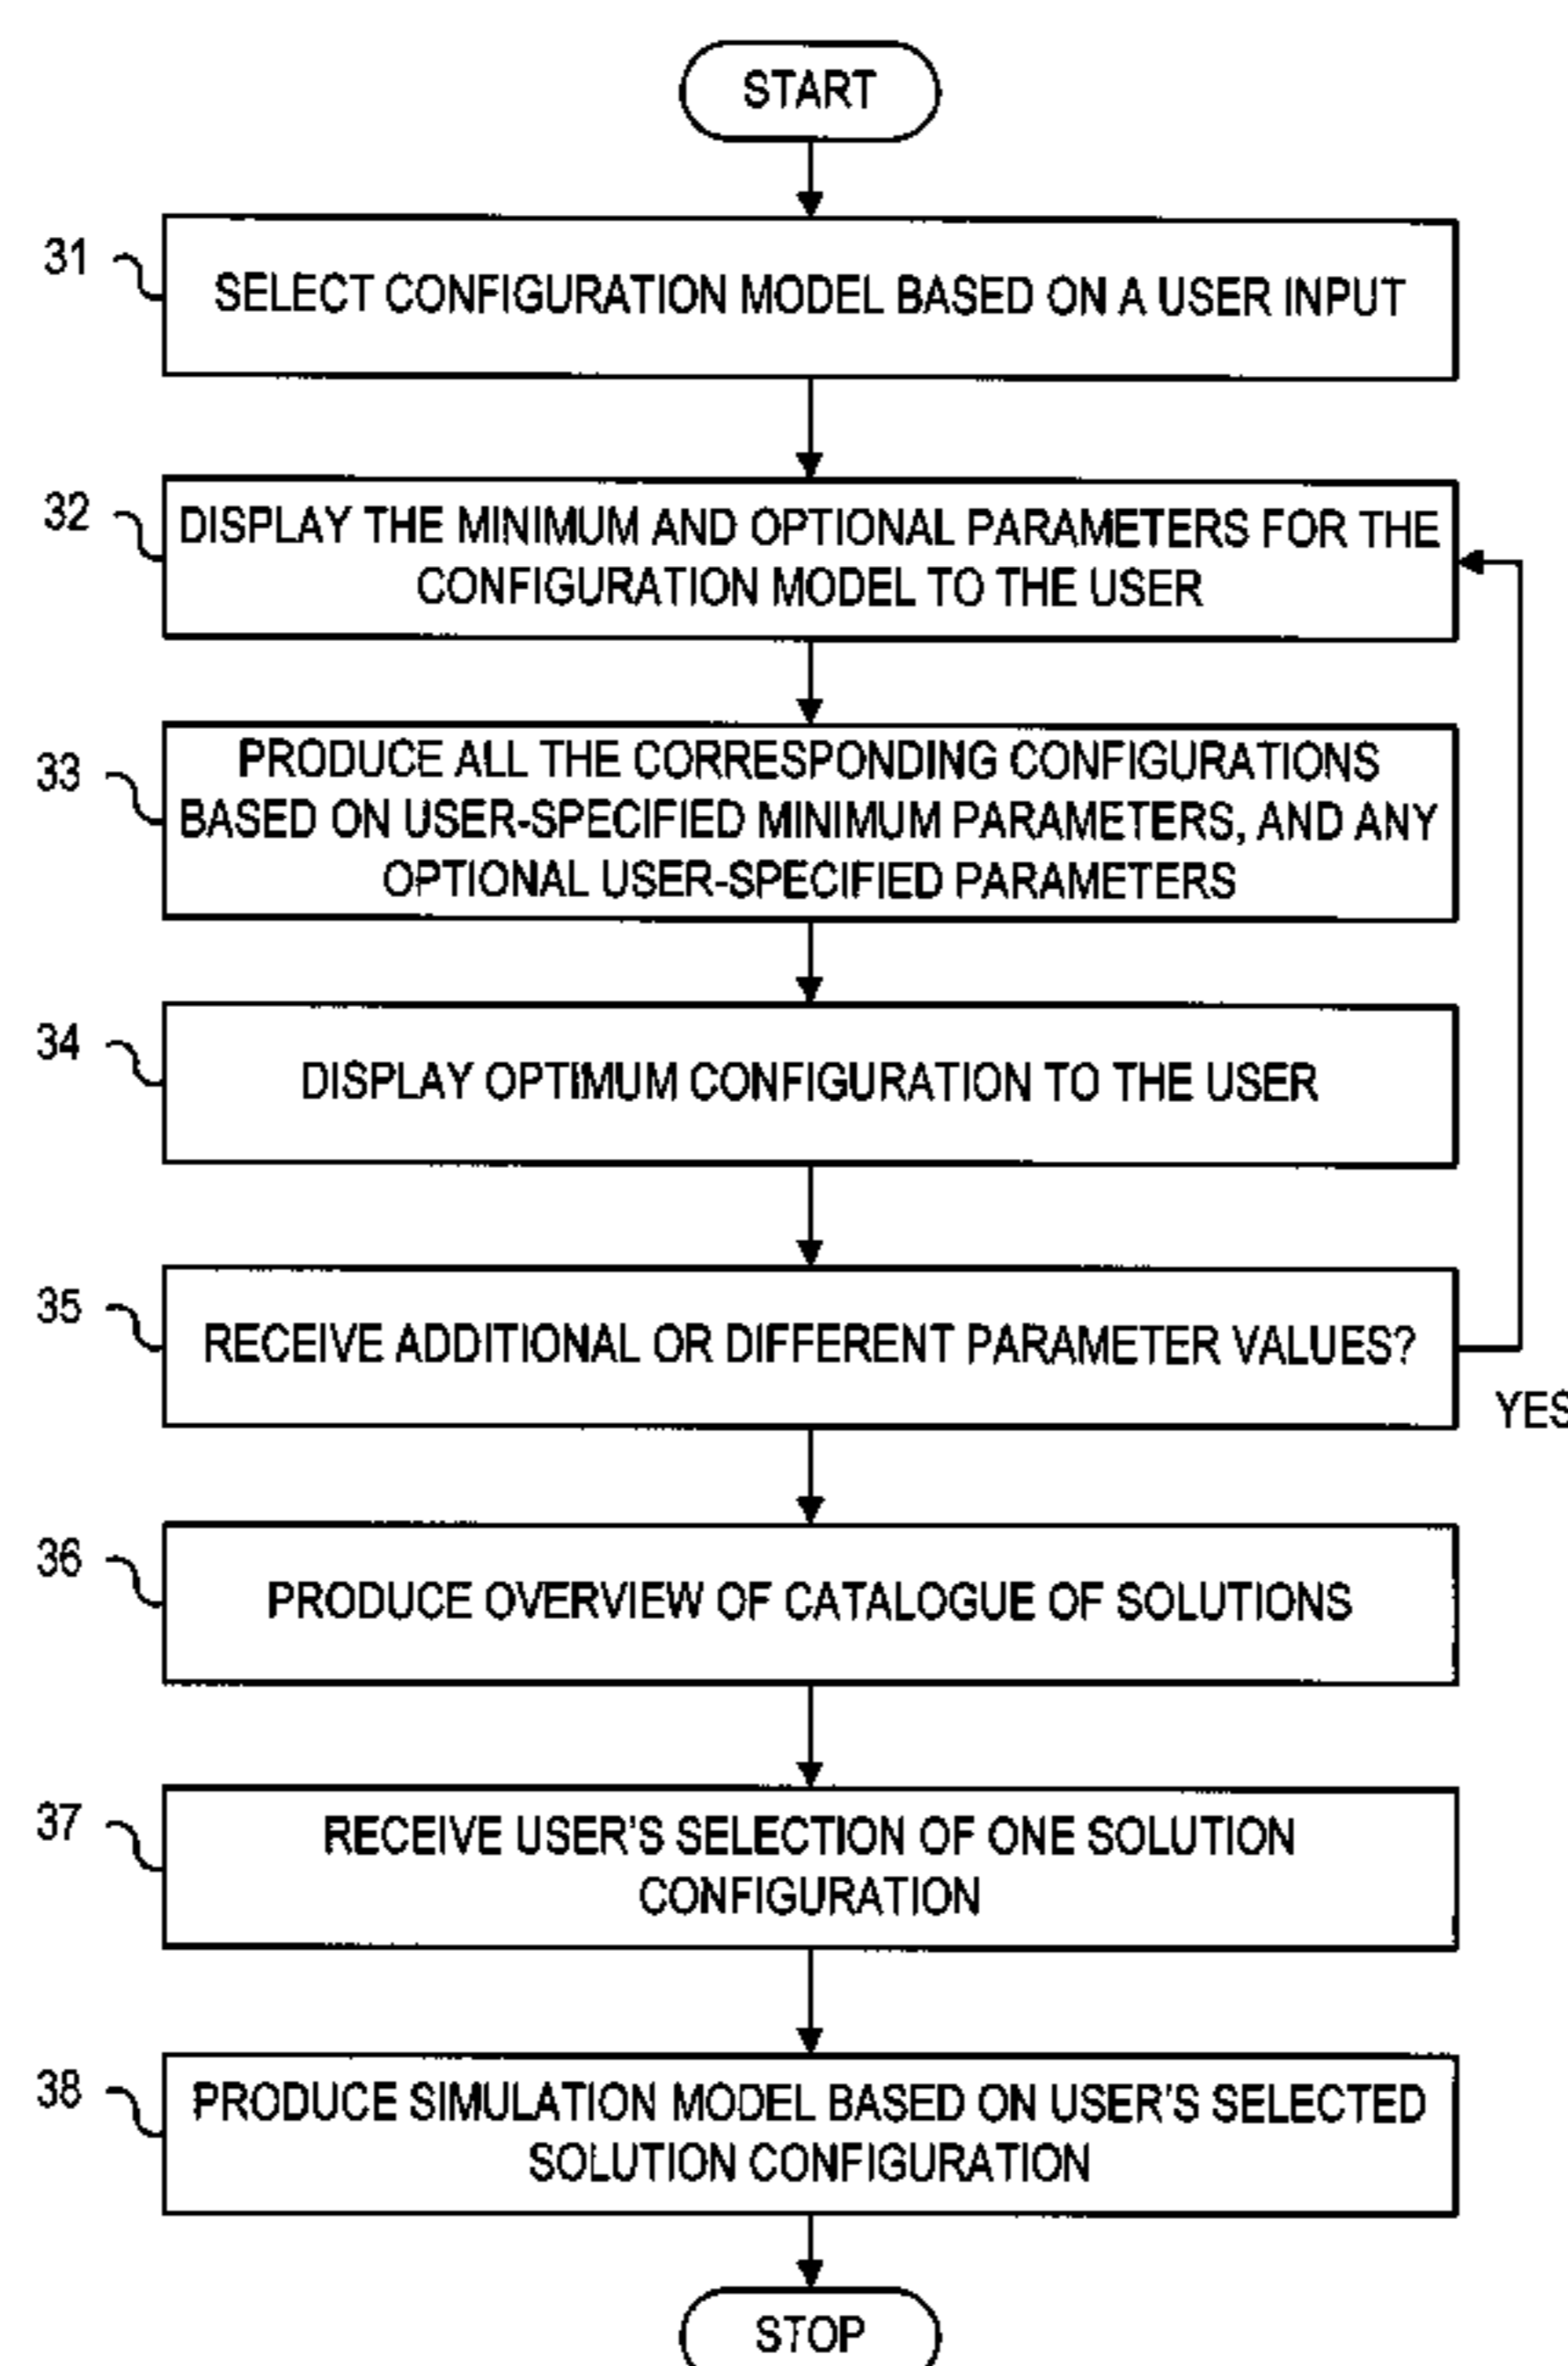 START
31
SELECT CONFIGURATION MODEL BASED ON A USER INPUT
32
DISPLAY THE MINIMUM AND OPTIONAL PARAMETERS FOR THE
CONFIGURATION MODEL TO THE USER
33
PRODUCE ALL THE CORRESPONDING CONFIGURATIONS
BASED ON USER-SPECIFIED MINIMUM PARAMETERS, AND ANY
OPTIONAL USER-SPECIFIED PARAMETERS
34
DISPLAY OPTIMUM CONFIGURATION TO THE USER
35
RECEIVE ADDITIONAL OR DIFFERENT PARAMETER VALUES?
YES
36
PRODUCE OVERVIEW OF CATALOGUE OF SOLUTIONS
37
RECEIVE USER'S SELECTION OF ONE SOLUTION
CONFIGURATION
38
PRODUCE SIMULATION MODEL BASED ON USER'S SELECTED
SOLUTION CONFIGURATION
STOP